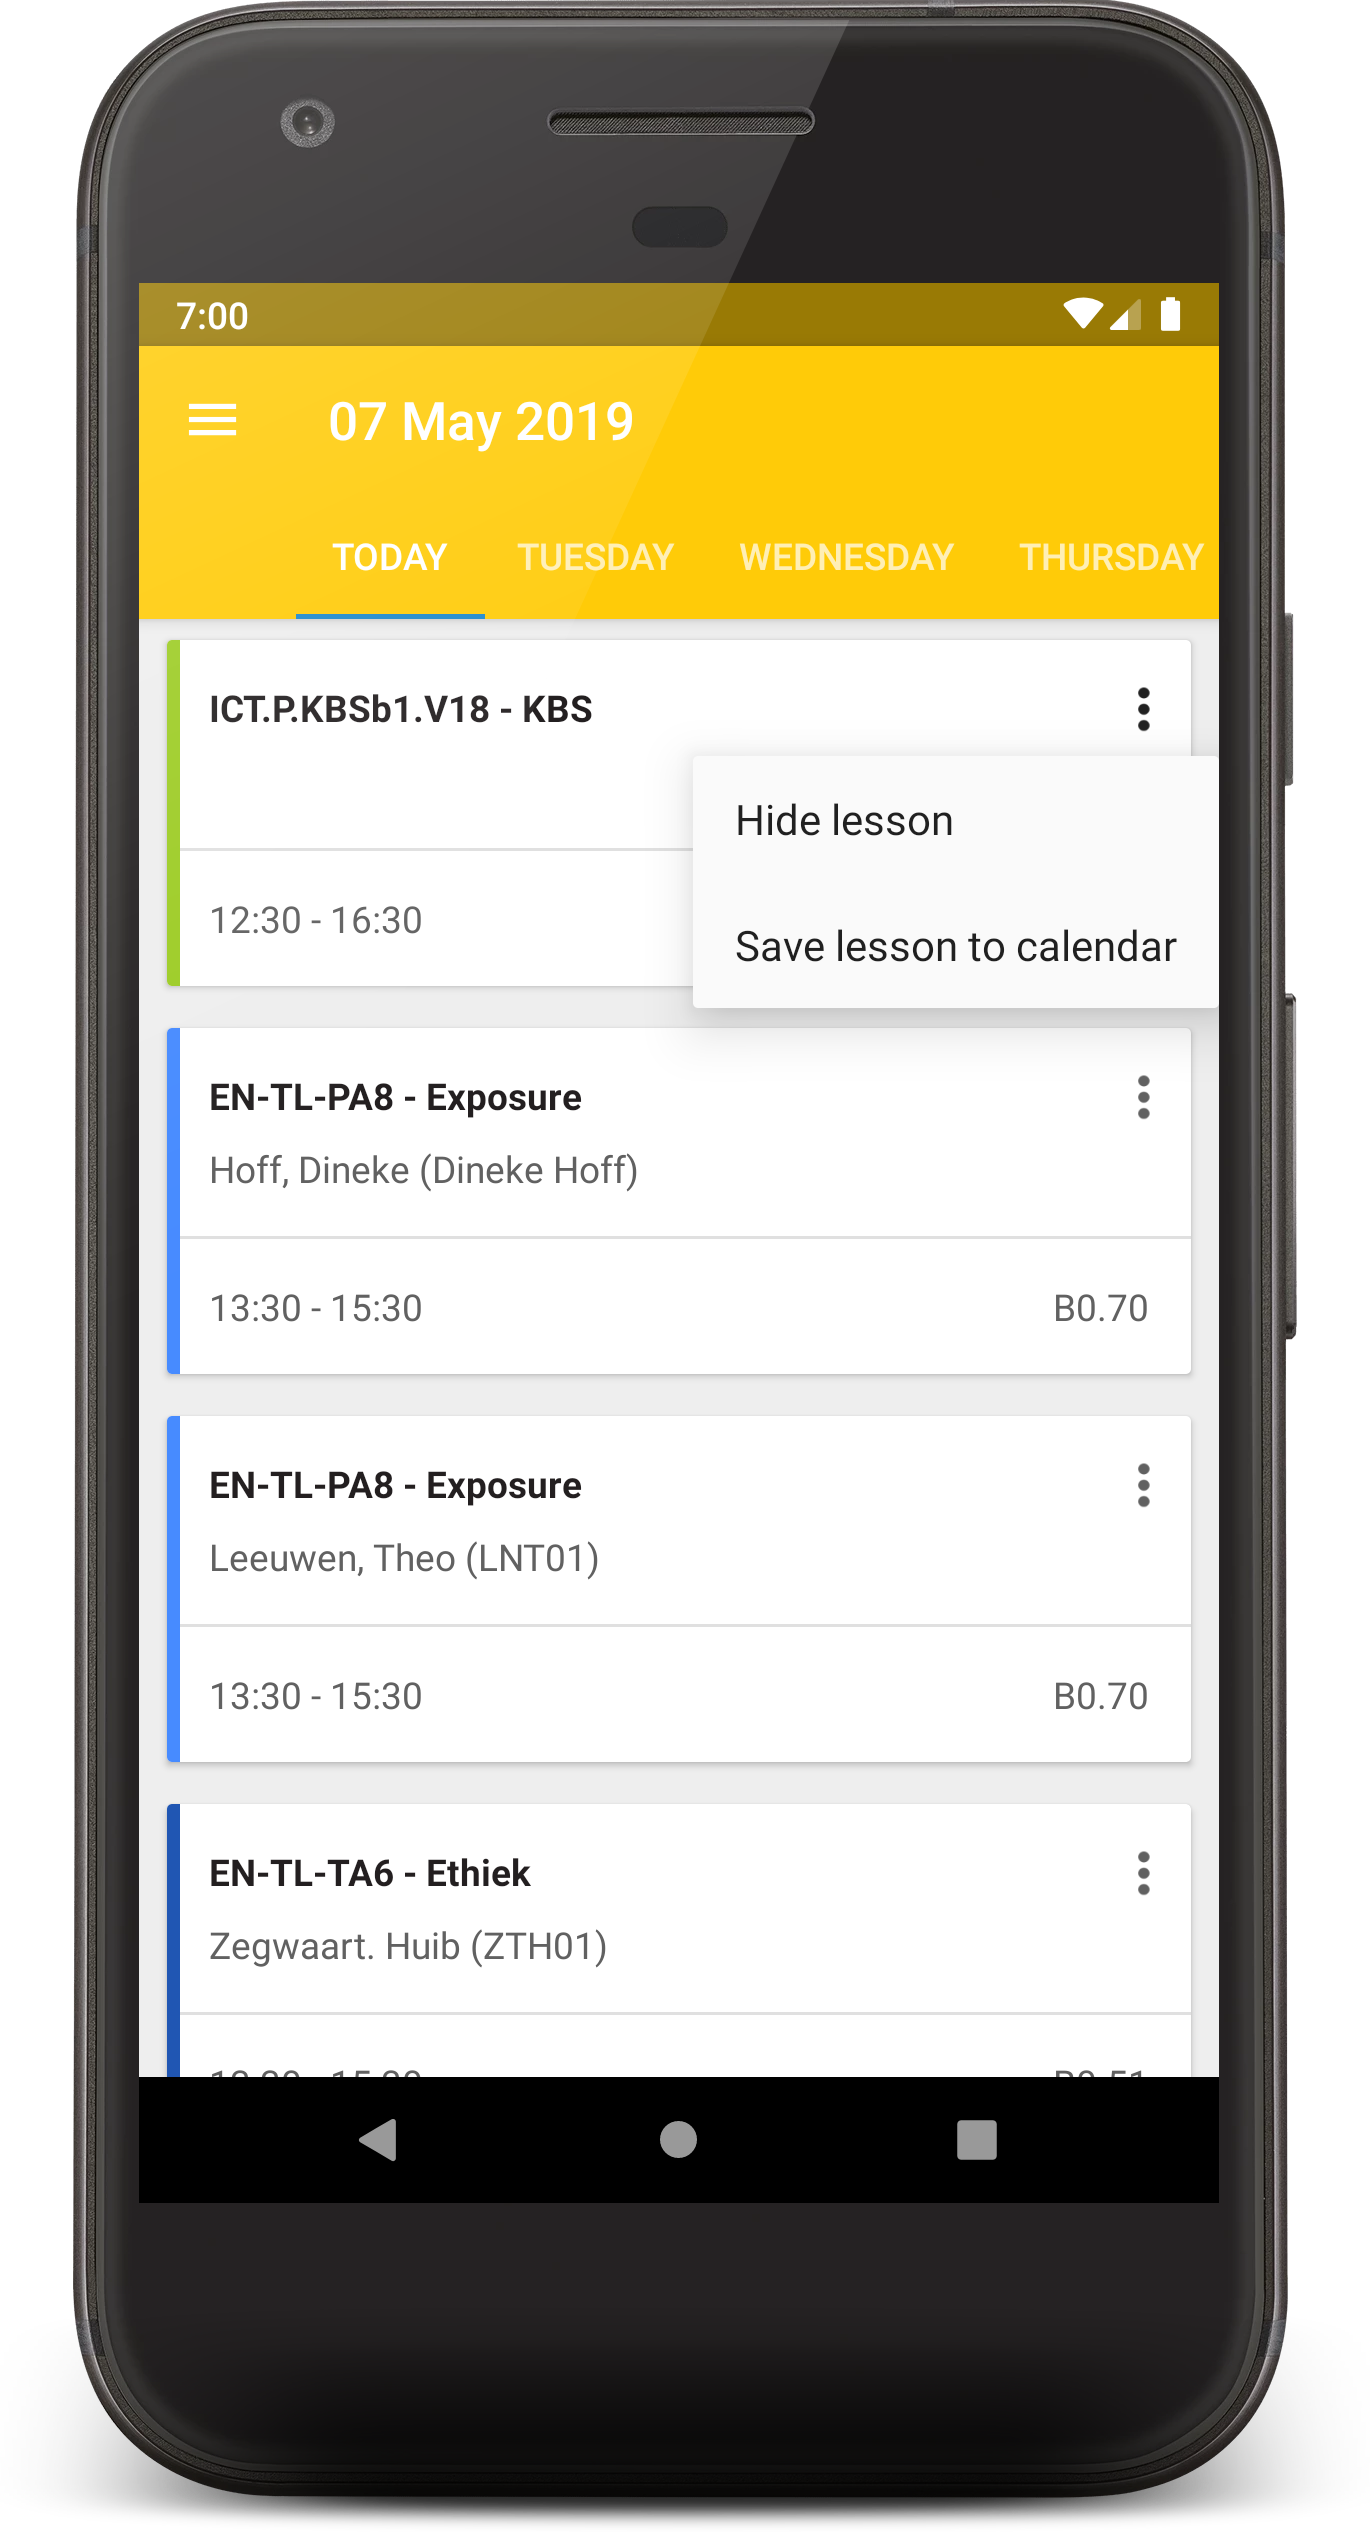 7:00
07 May 2019
TODAY TUESDAY WEDNESDAY THURSDAY
ICT.P.KBSb1.V18 - KBS
Hide lesson
12:30 - 16:30
Save lesson to calendar
EN-TL-PA8 - Exposure
Hoff, Dineke (Dineke Hoff)
13:30 - 15:30 B0.70
EN-TL-PA8 - Exposure
Leeuwen, Theo (LNT01)
13:30 - 15:30 B0.70
EN-TL-TA6 - Ethiek
Zegwaart. Huib (ZTH01)